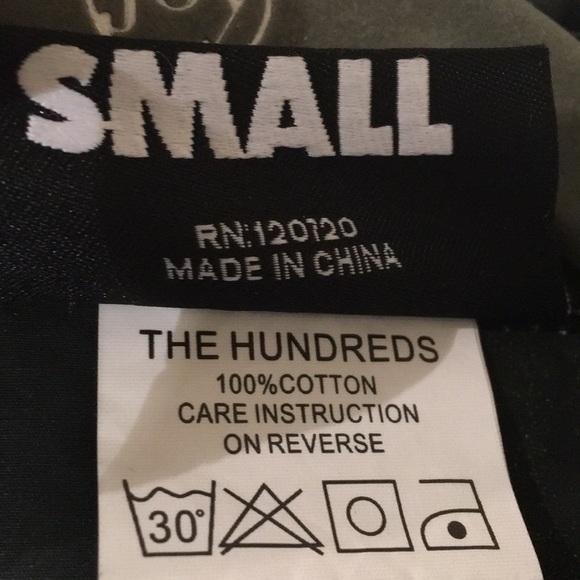 SMALL
RN:120720
MADE IN CHINA
THE HUNDREDS
100%COTTON
CARE INSTRUCTION
ON REVERSE
30°